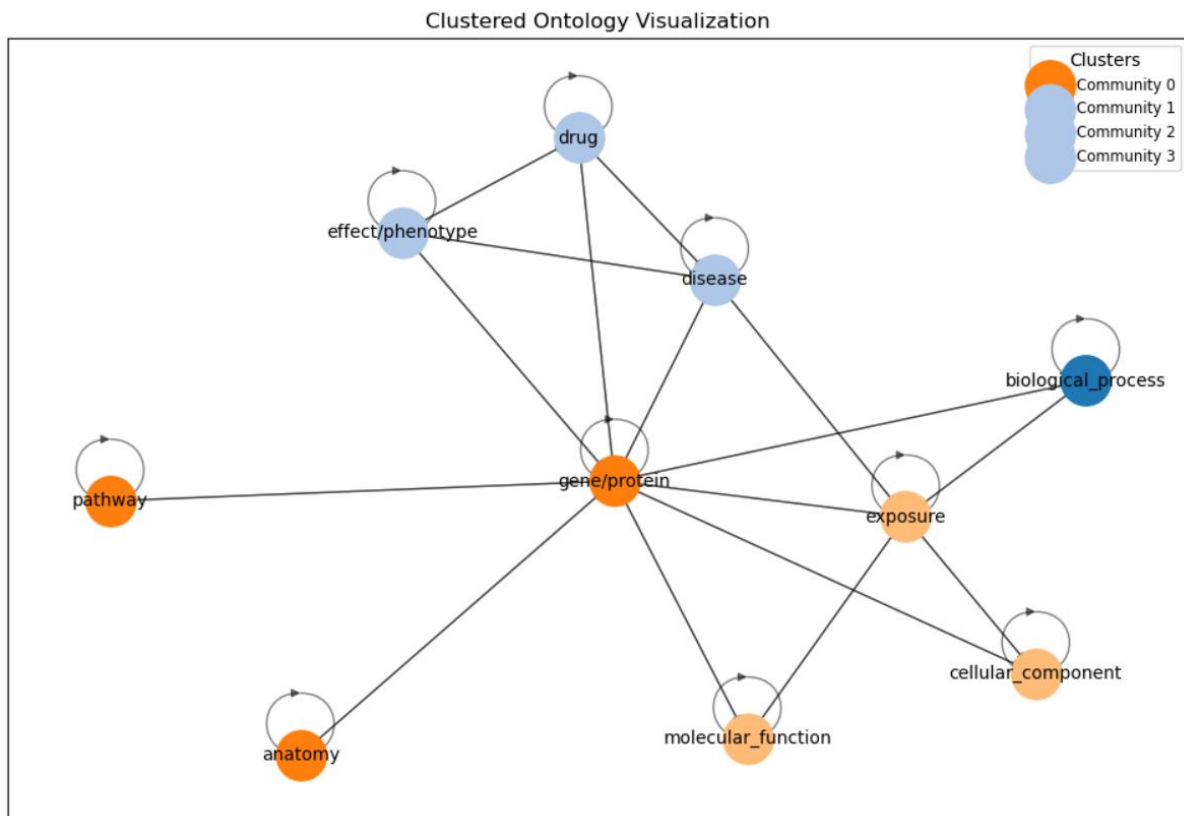 Clustered Ontology Visualization
Clusters
Community 0
Community 1
Community 2
Community 3
drug
effect/phenotype
disease
biological_process
gene/protein
pathway
exposure
cellular_component
molecular_function
anatomy